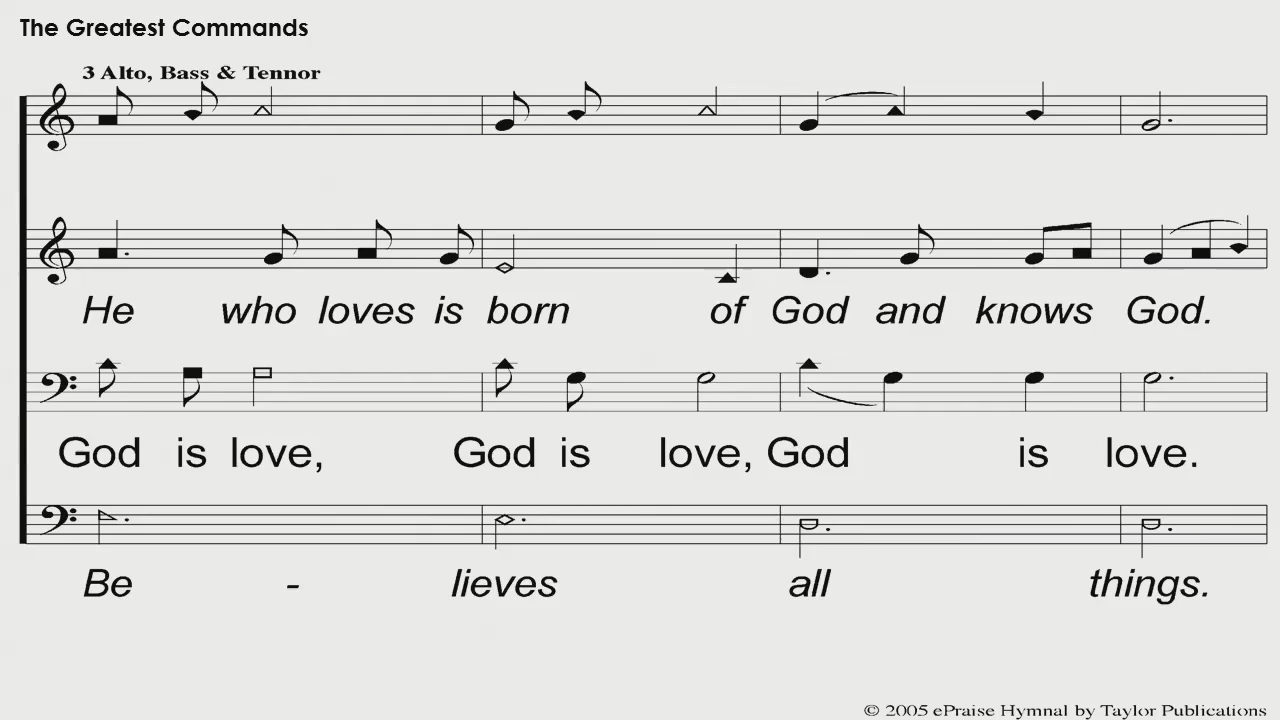 The Greatest Commands
3 Alto, Bass & Tennor
He who loves is born of God and knows God.
God is love, God is love, God is love.
Be - lieves all things.
© 2005 ePraise Hymnal by Taylor Publications